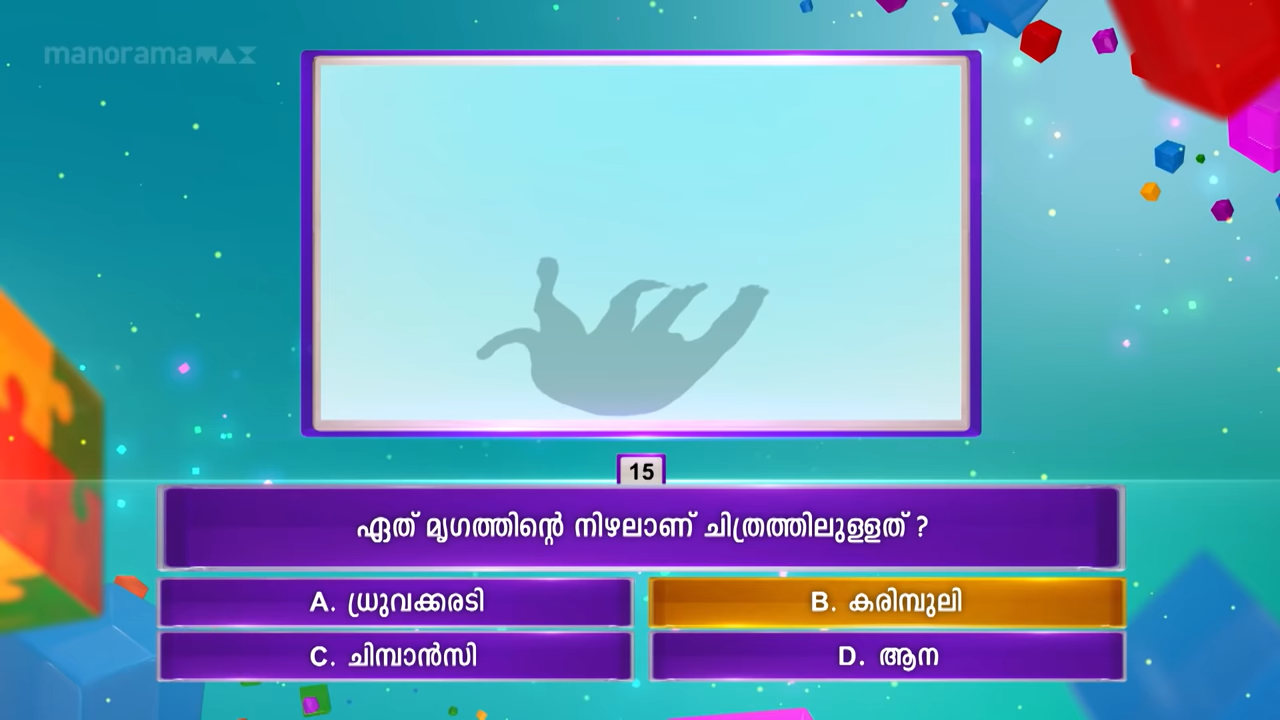 manoramaMAX
15
ഏത് മൃഗത്തിന്റെ നിഴലാണ് ചിത്രത്തിലുള്ളത് ?
A. ധ്രുവക്കരടി
B. കരിമ്പുലി
C. ചിമ്പാൻസി
D. ആന